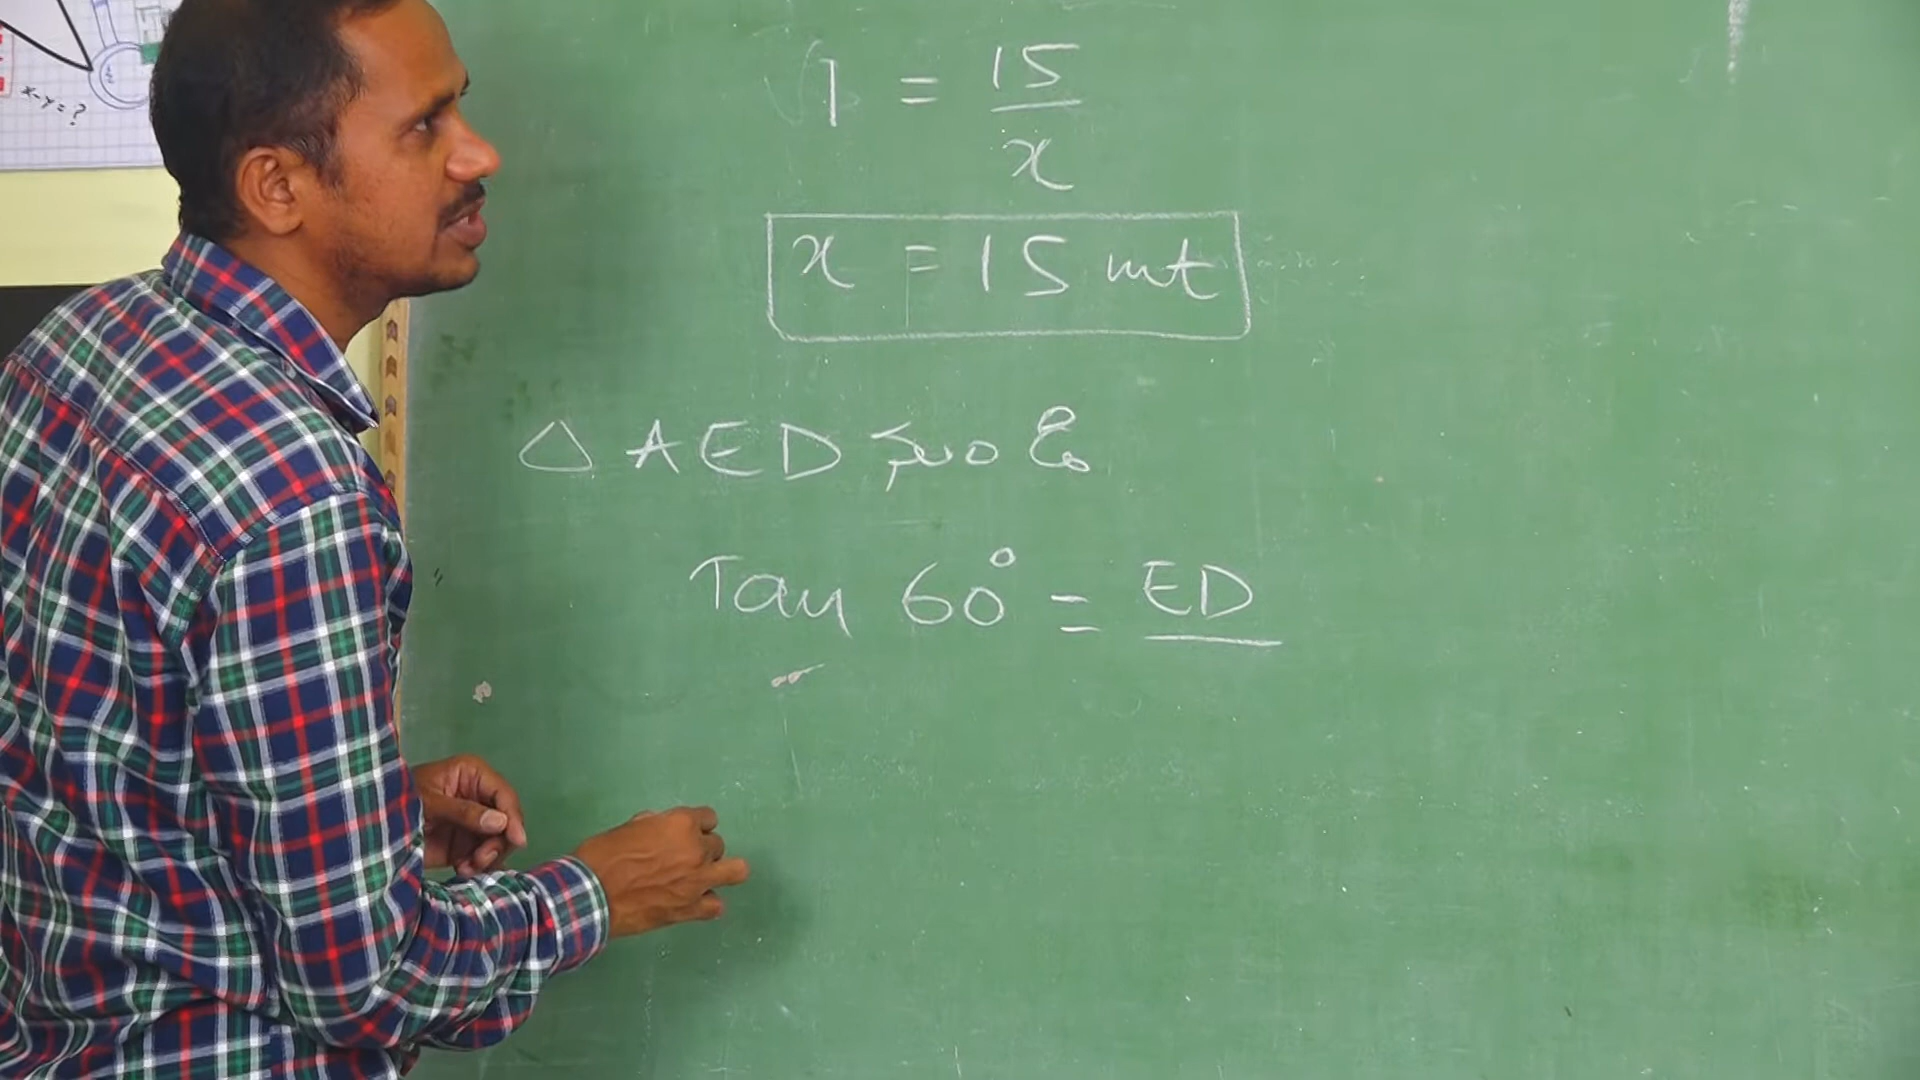 x-y=?
1 = 15/x
x = 15 mt
△ AED నుండి
Tan 60° = ED